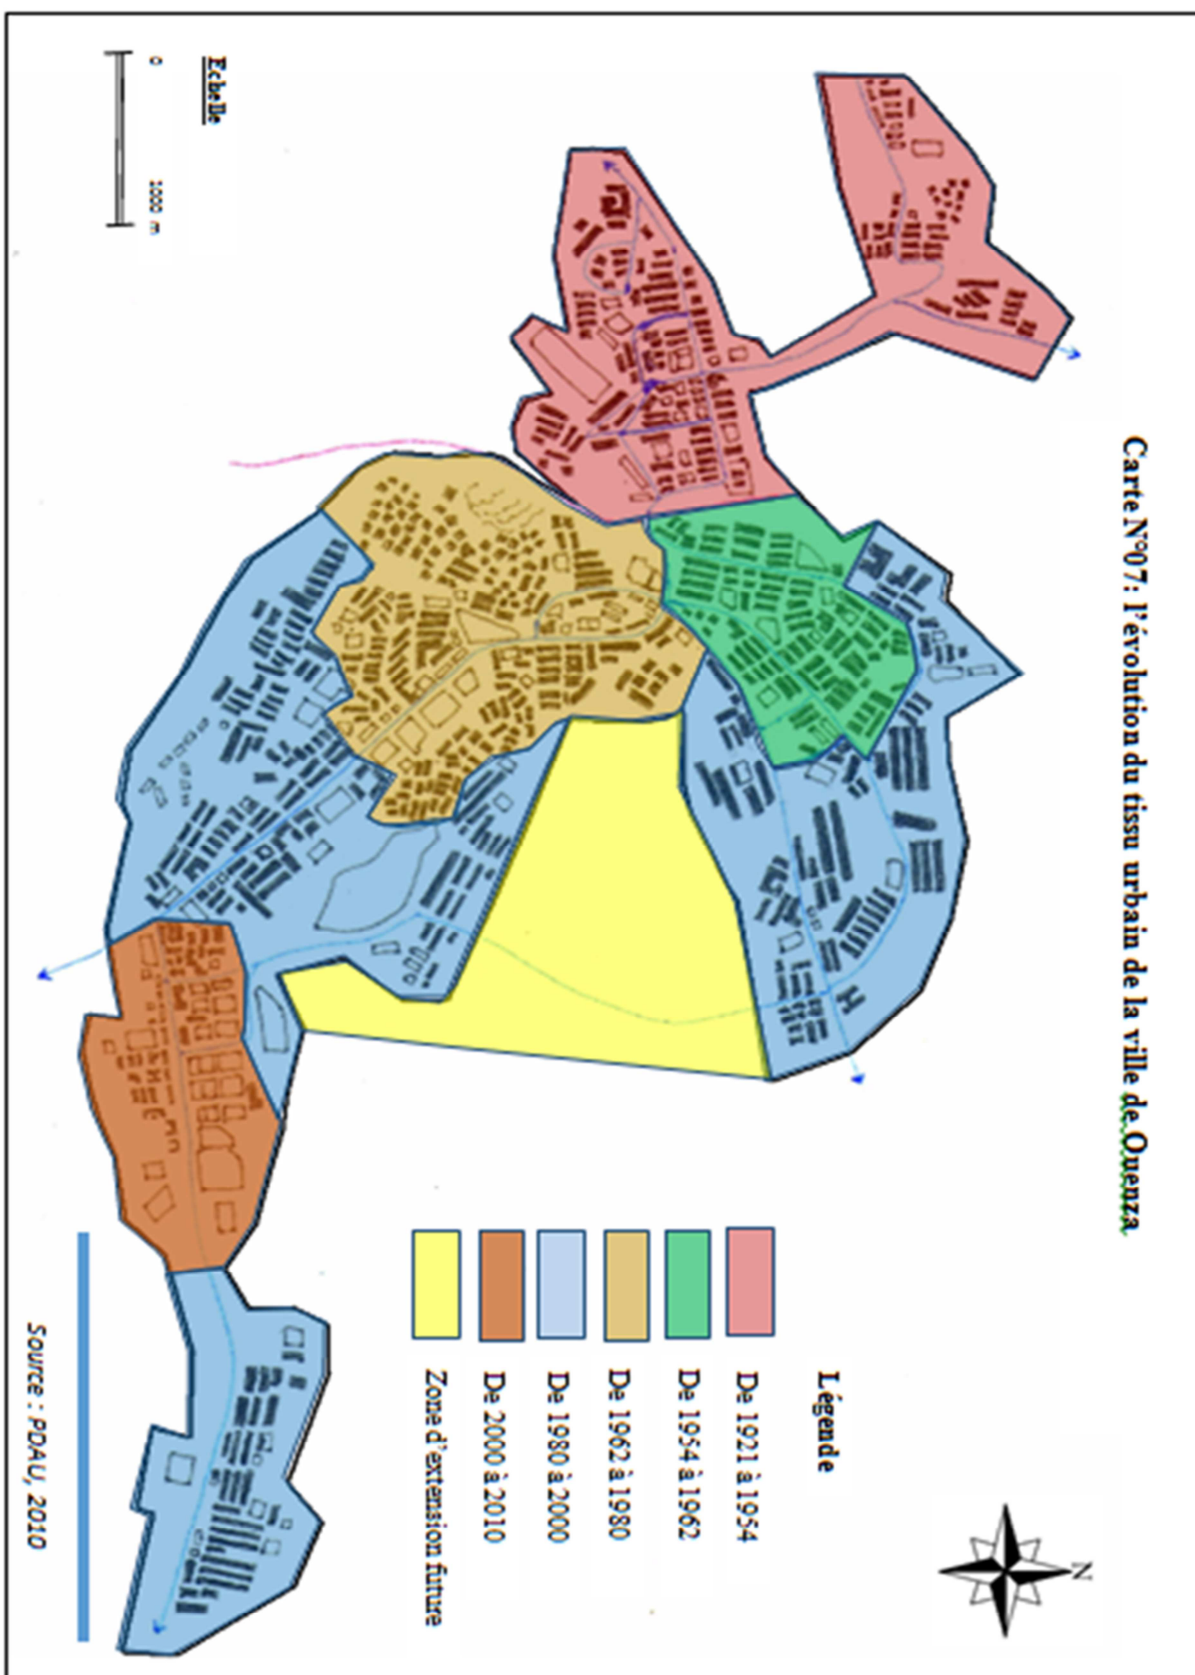 Carte N°07: l'évolution du tissu urbain de la ville de Ouenza
N
Légende
De 1921 à 1954
De 1954 à 1962
De 1962 à 1980
De 1980 à 2000
De 2000 à 2010
Zone d'extension future
Echelle
0 1000 m
Source : PDAU, 2010